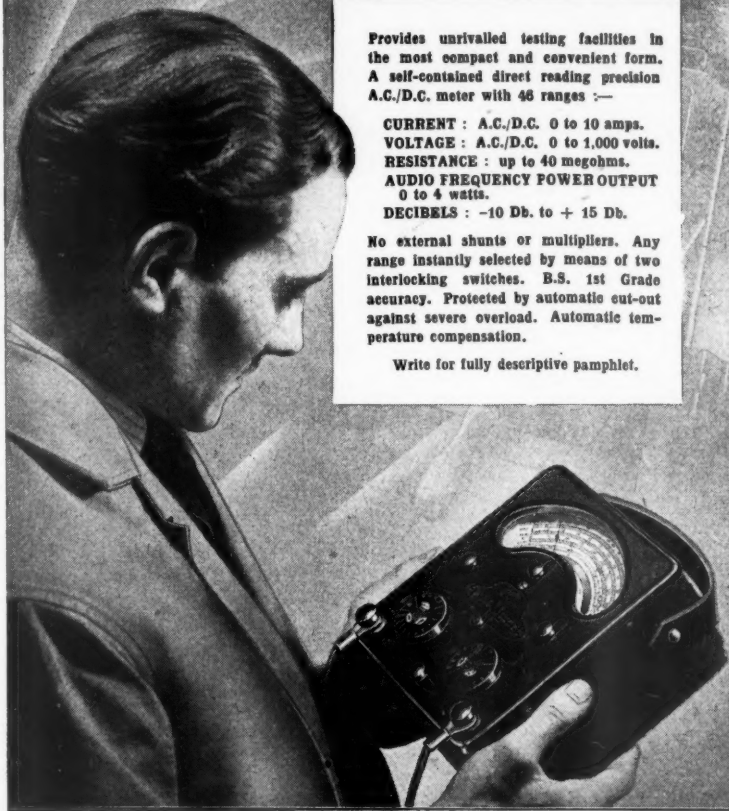 Provides unrivalled testing facilities in
the most compact and convenient form.
A self-contained direct reading precision
A.C./D.C. meter with 46 ranges :—
CURRENT : A.C./D.C. 0 to 10 amps.
VOLTAGE : A.C./D.C. 0 to 1,000 volts.
RESISTANCE : up to 40 megohms.
AUDIO FREQUENCY POWER OUTPUT
0 to 4 watts.
DECIBELS : -10 Db. to + 15 Db.
No external shunts or multipliers. Any
range instantly selected by means of two
interlocking switches. B.S. 1st Grade
accuracy. Protected by automatic cut-out
against severe overload. Automatic tem-
perature compensation.
Write for fully descriptive pamphlet.